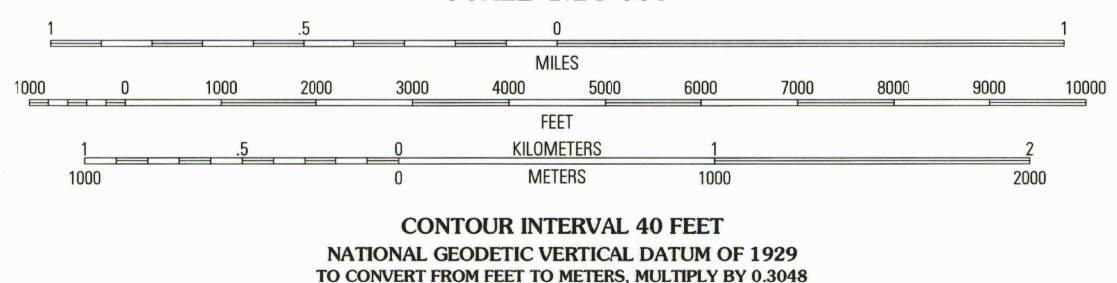 1 .5 0 1
MILES
1000 0 1000 2000 3000 4000 5000 6000 7000 8000 9000 10000
FEET
1 .5 0 KILOMETERS 1 2
1000 0 METERS 1000 2000
CONTOUR INTERVAL 40 FEET
NATIONAL GEODETIC VERTICAL DATUM OF 1929
TO CONVERT FROM FEET TO METERS, MULTIPLY BY 0.3048